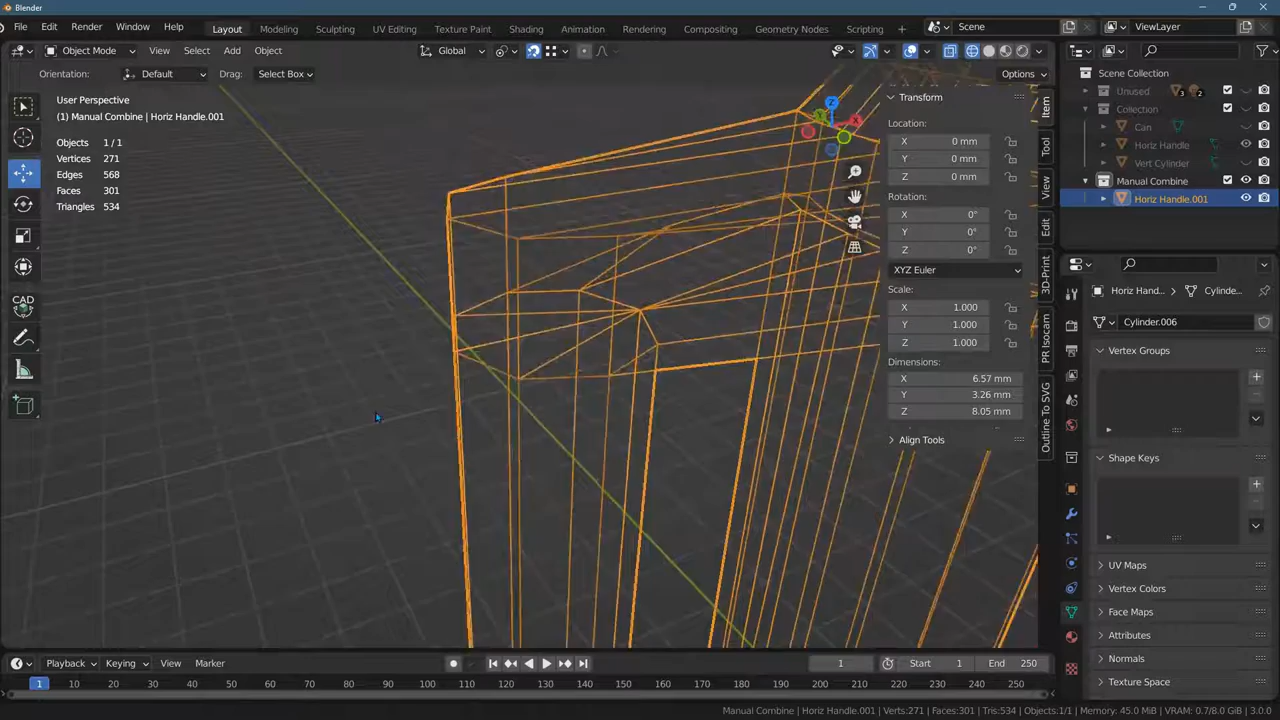 Blender
File Edit Render Window Help Layout Modeling Sculpting UV Editing Texture Paint Shading Animation Rendering Compositing Geometry Nodes Scripting + Scene ViewLayer
Object Mode View Select Add Object Global
Orientation: Default Drag: Select Box Options
User Perspective
(1) Manual Combine | Horiz Handle.001
Objects 1 / 1
Vertices 271
Edges 568
Faces 301
Triangles 534
CAD
Z
Y
X
Transform
Location:
X 0 mm
Y 0 mm
Z 0 mm
Rotation:
X 0°
Y 0°
Z 0°
XYZ Euler
Scale:
X 1.000
Y 1.000
Z 1.000
Dimensions:
X 6.57 mm
Y 3.26 mm
Z 8.05 mm
Align Tools
Item
Tool
View
Edit
3D-Print
PR Isocam
Outline To SVG
Scene Collection
Unused 3 2
Collection
Can
Horiz Handle
Vert Cylinder
Manual Combine
Horiz Handle.001
Horiz Hand... Cylinde...
Cylinder.006
Vertex Groups
Shape Keys
UV Maps
Vertex Colors
Face Maps
Attributes
Normals
Texture Space
Playback Keying View Marker 1 Start 1 End 250
1 10 20 30 40 50 60 70 80 90 100 110 120 130 140 150 160 170 180 190 200 210 220 230 240 250
Manual Combine | Horiz Handle.001 | Verts:271 | Faces:301 | Tris:534 | Objects:1/1 | Memory: 45.0 MiB | VRAM: 0.7/8.0 GiB | 3.0.0